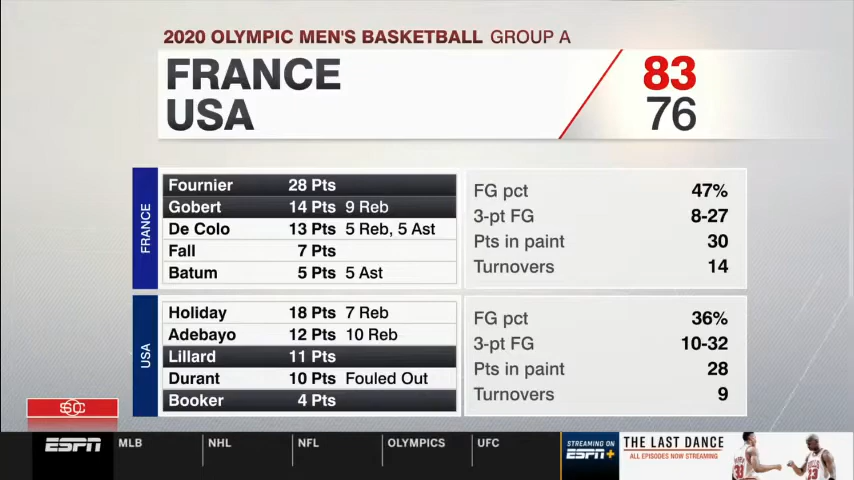 2020 OLYMPIC MEN'S BASKETBALL GROUP A
FRANCE 83
USA 76
FRANCE
Fournier 28 Pts
Gobert 14 Pts 9 Reb
De Colo 13 Pts 5 Reb, 5 Ast
Fall 7 Pts
Batum 5 Pts 5 Ast
FG pct 47%
3-pt FG 8-27
Pts in paint 30
Turnovers 14
USA
Holiday 18 Pts 7 Reb
Adebayo 12 Pts 10 Reb
Lillard 11 Pts
Durant 10 Pts Fouled Out
Booker 4 Pts
FG pct 36%
3-pt FG 10-32
Pts in paint 28
Turnovers 9
SC
ESPN MLB NHL NFL OLYMPICS UFC
STREAMING ON
ESPN+
THE LAST DANCE
ALL EPISODES NOW STREAMING
33
23